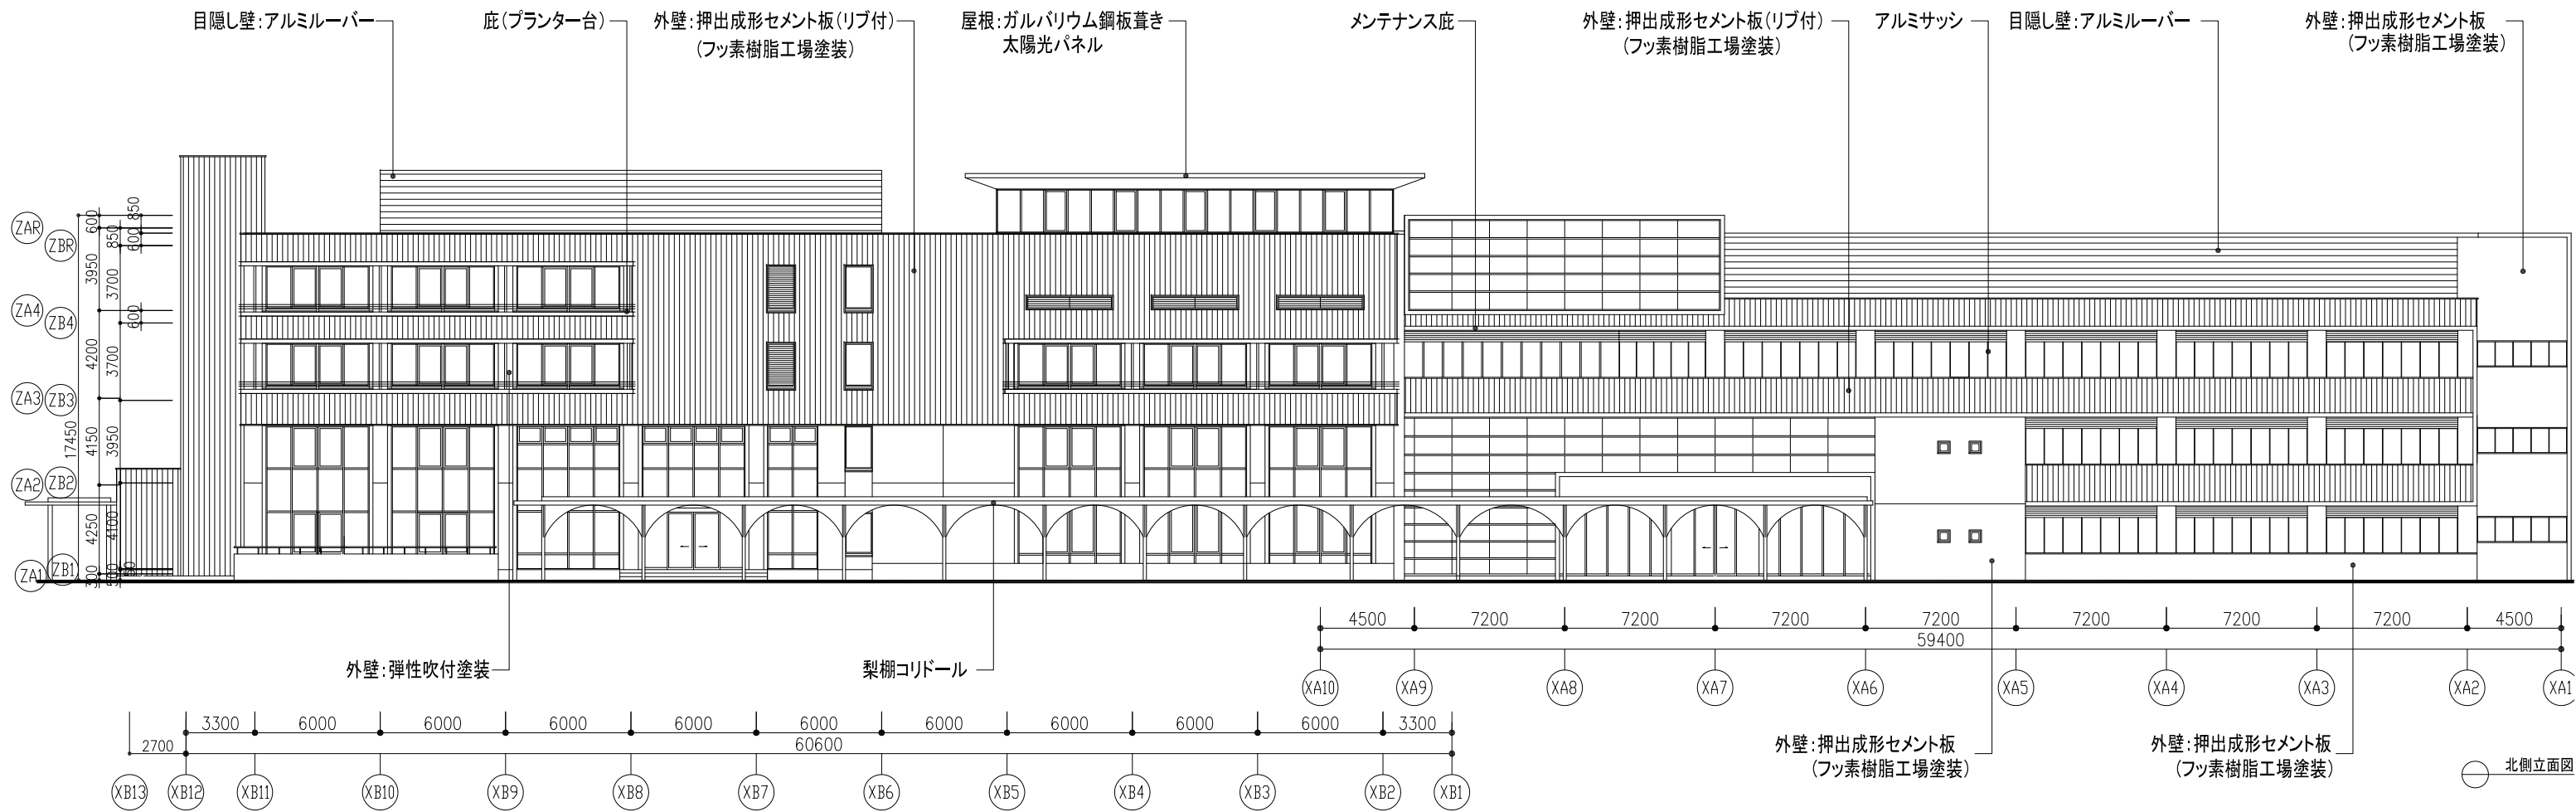 目隠し壁:アルミルーバー
庇(プランター台)
外壁:押出成形セメント板(リブ付)
(フッ素樹脂工場塗装)
屋根:ガルバリウム鋼板葺き
太陽光パネル
メンテナンス庇
外壁:押出成形セメント板(リブ付)
(フッ素樹脂工場塗装)
アルミサッシ
目隠し壁:アルミルーバー
外壁:押出成形セメント板
(フッ素樹脂工場塗装)
ZAR
ZBR
ZA4
ZB4
ZA3
ZB3
ZA2
ZB2
ZA1
ZB1
17450
600
3950
4200
4150
4250
300
850
3700
3700
3950
4100
500
850
600
600
4500 7200 7200 7200 7200 7200 7200 7200 4500
59400
XA10 XA9 XA8 XA7 XA6 XA5 XA4 XA3 XA2 XA1
外壁:弾性吹付塗装
梨棚コリドール
3300 6000 6000 6000 6000 6000 6000 6000 6000 6000 3300
2700 60600
外壁:押出成形セメント板
(フッ素樹脂工場塗装)
外壁:押出成形セメント板
(フッ素樹脂工場塗装)
北側立面図
XB13 XB12 XB11 XB10 XB9 XB8 XB7 XB6 XB5 XB4 XB3 XB2 XB1